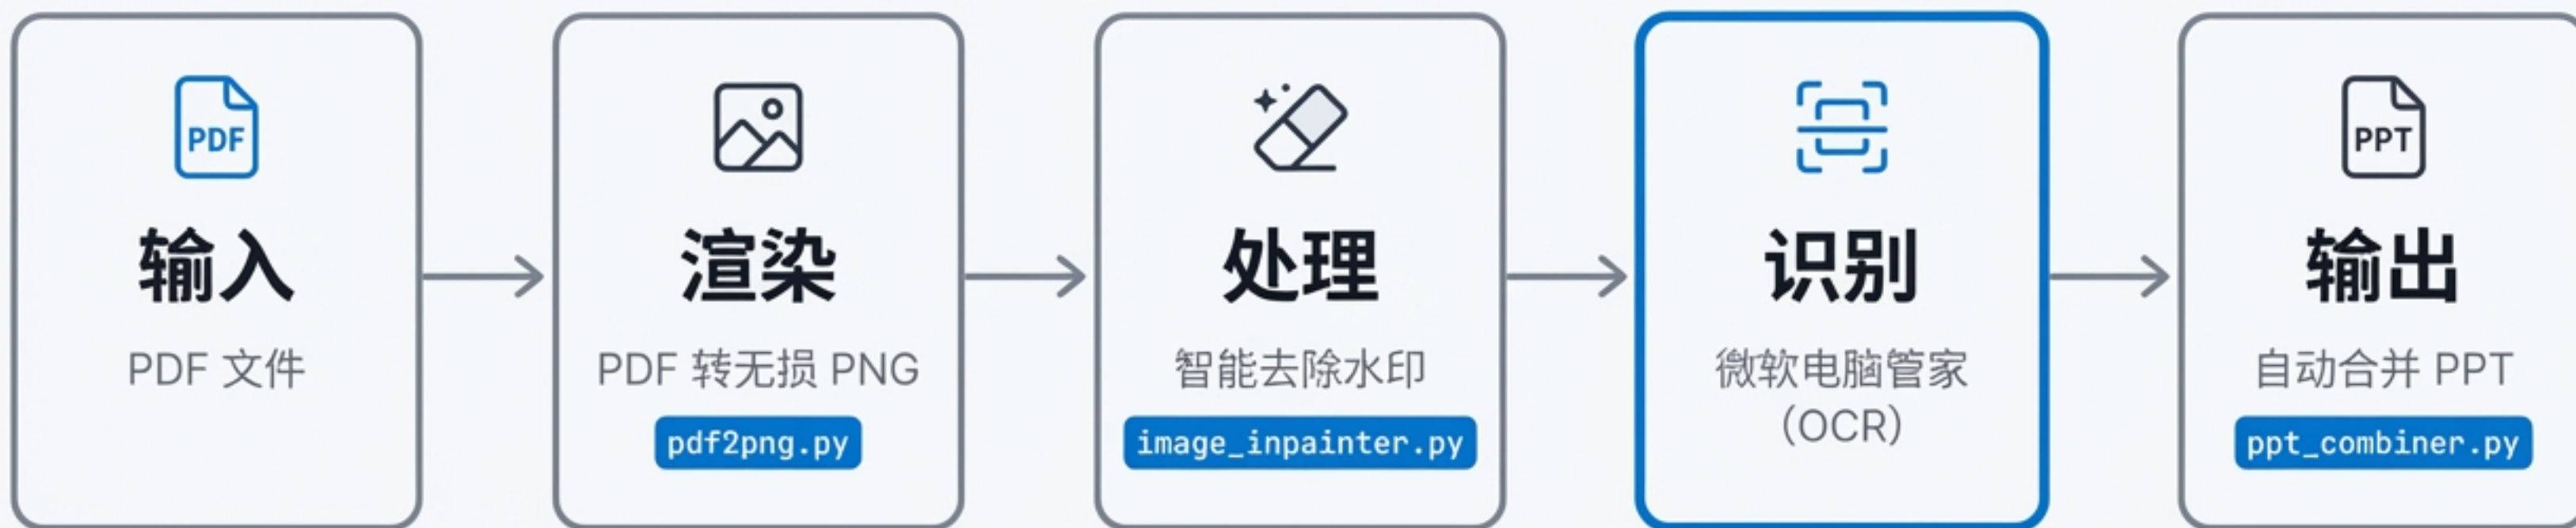 PDF
输入
PDF 文件
渲染
PDF 转无损 PNG
pdf2png.py
处理
智能去除水印
image_inpainter.py
识别
微软电脑管家
（OCR）
PPT
输出
自动合并 PPT
ppt_combiner.py